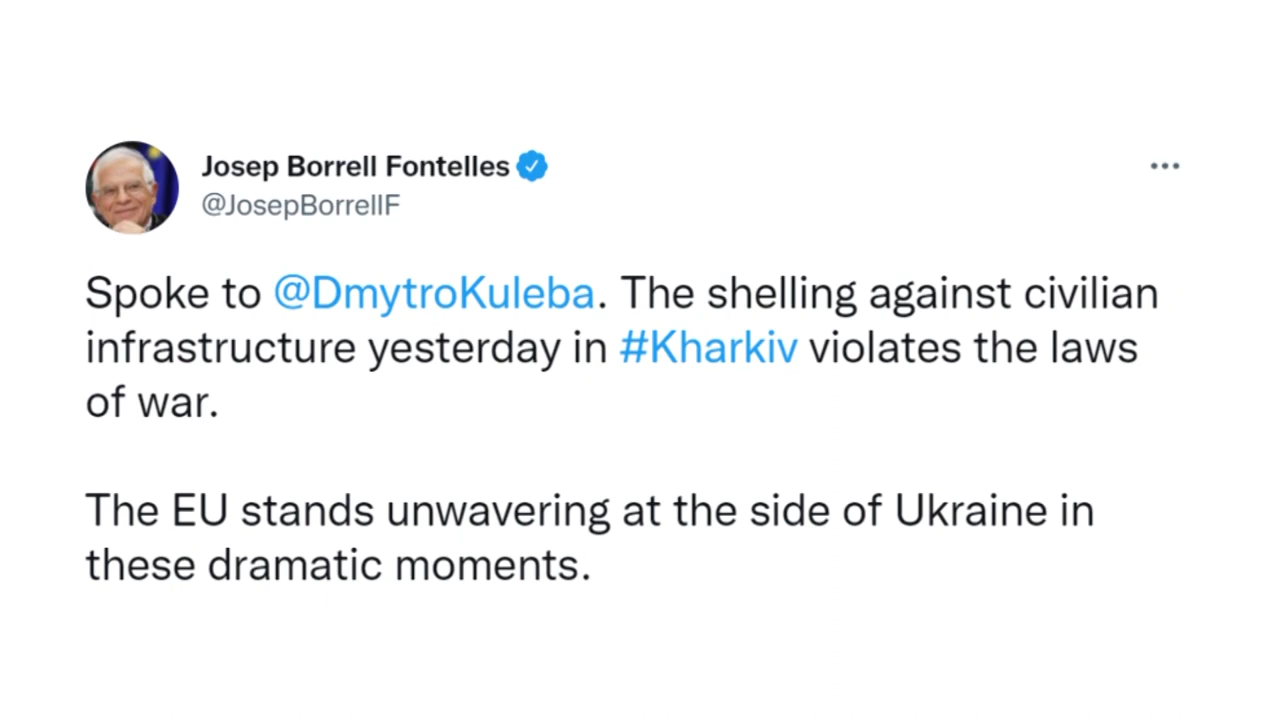 Josep Borrell Fontelles
@JosepBorrellF
Spoke to @DmytroKuleba. The shelling against civilian
infrastructure yesterday in #Kharkiv violates the laws
of war.
The EU stands unwavering at the side of Ukraine in
these dramatic moments.